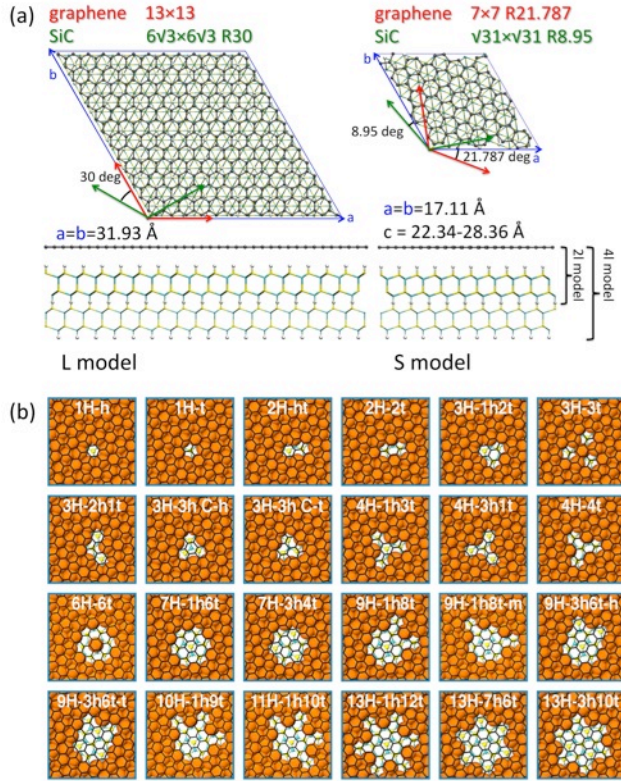 (a)
graphene 13×13
SiC 6√3×6√3 R30
graphene 7×7 R21.787
SiC √31×√31 R8.95
b
b
8.95 deg
30 deg
21.787 deg
a
a
a=b=31.93 Å
a=b=17.11 Å
c = 22.34-28.36 Å
2l model
4l model
L model
S model
(b)
1H-h 1H-t 2H-ht 2H-2t 3H-1h2t 3H-3t
3H-2h1t 3H-3h C-h 3H-3h C-t 4H-1h3t 4H-3h1t 4H-4t
6H-6t 7H-1h6t 7H-3h4t 9H-1h8t 9H-1h8t-m 9H-3h6t-h
9H-3h6t-t 10H-1h9t 11H-1h10t 13H-1h12t 13H-7h6t 13H-3h10t